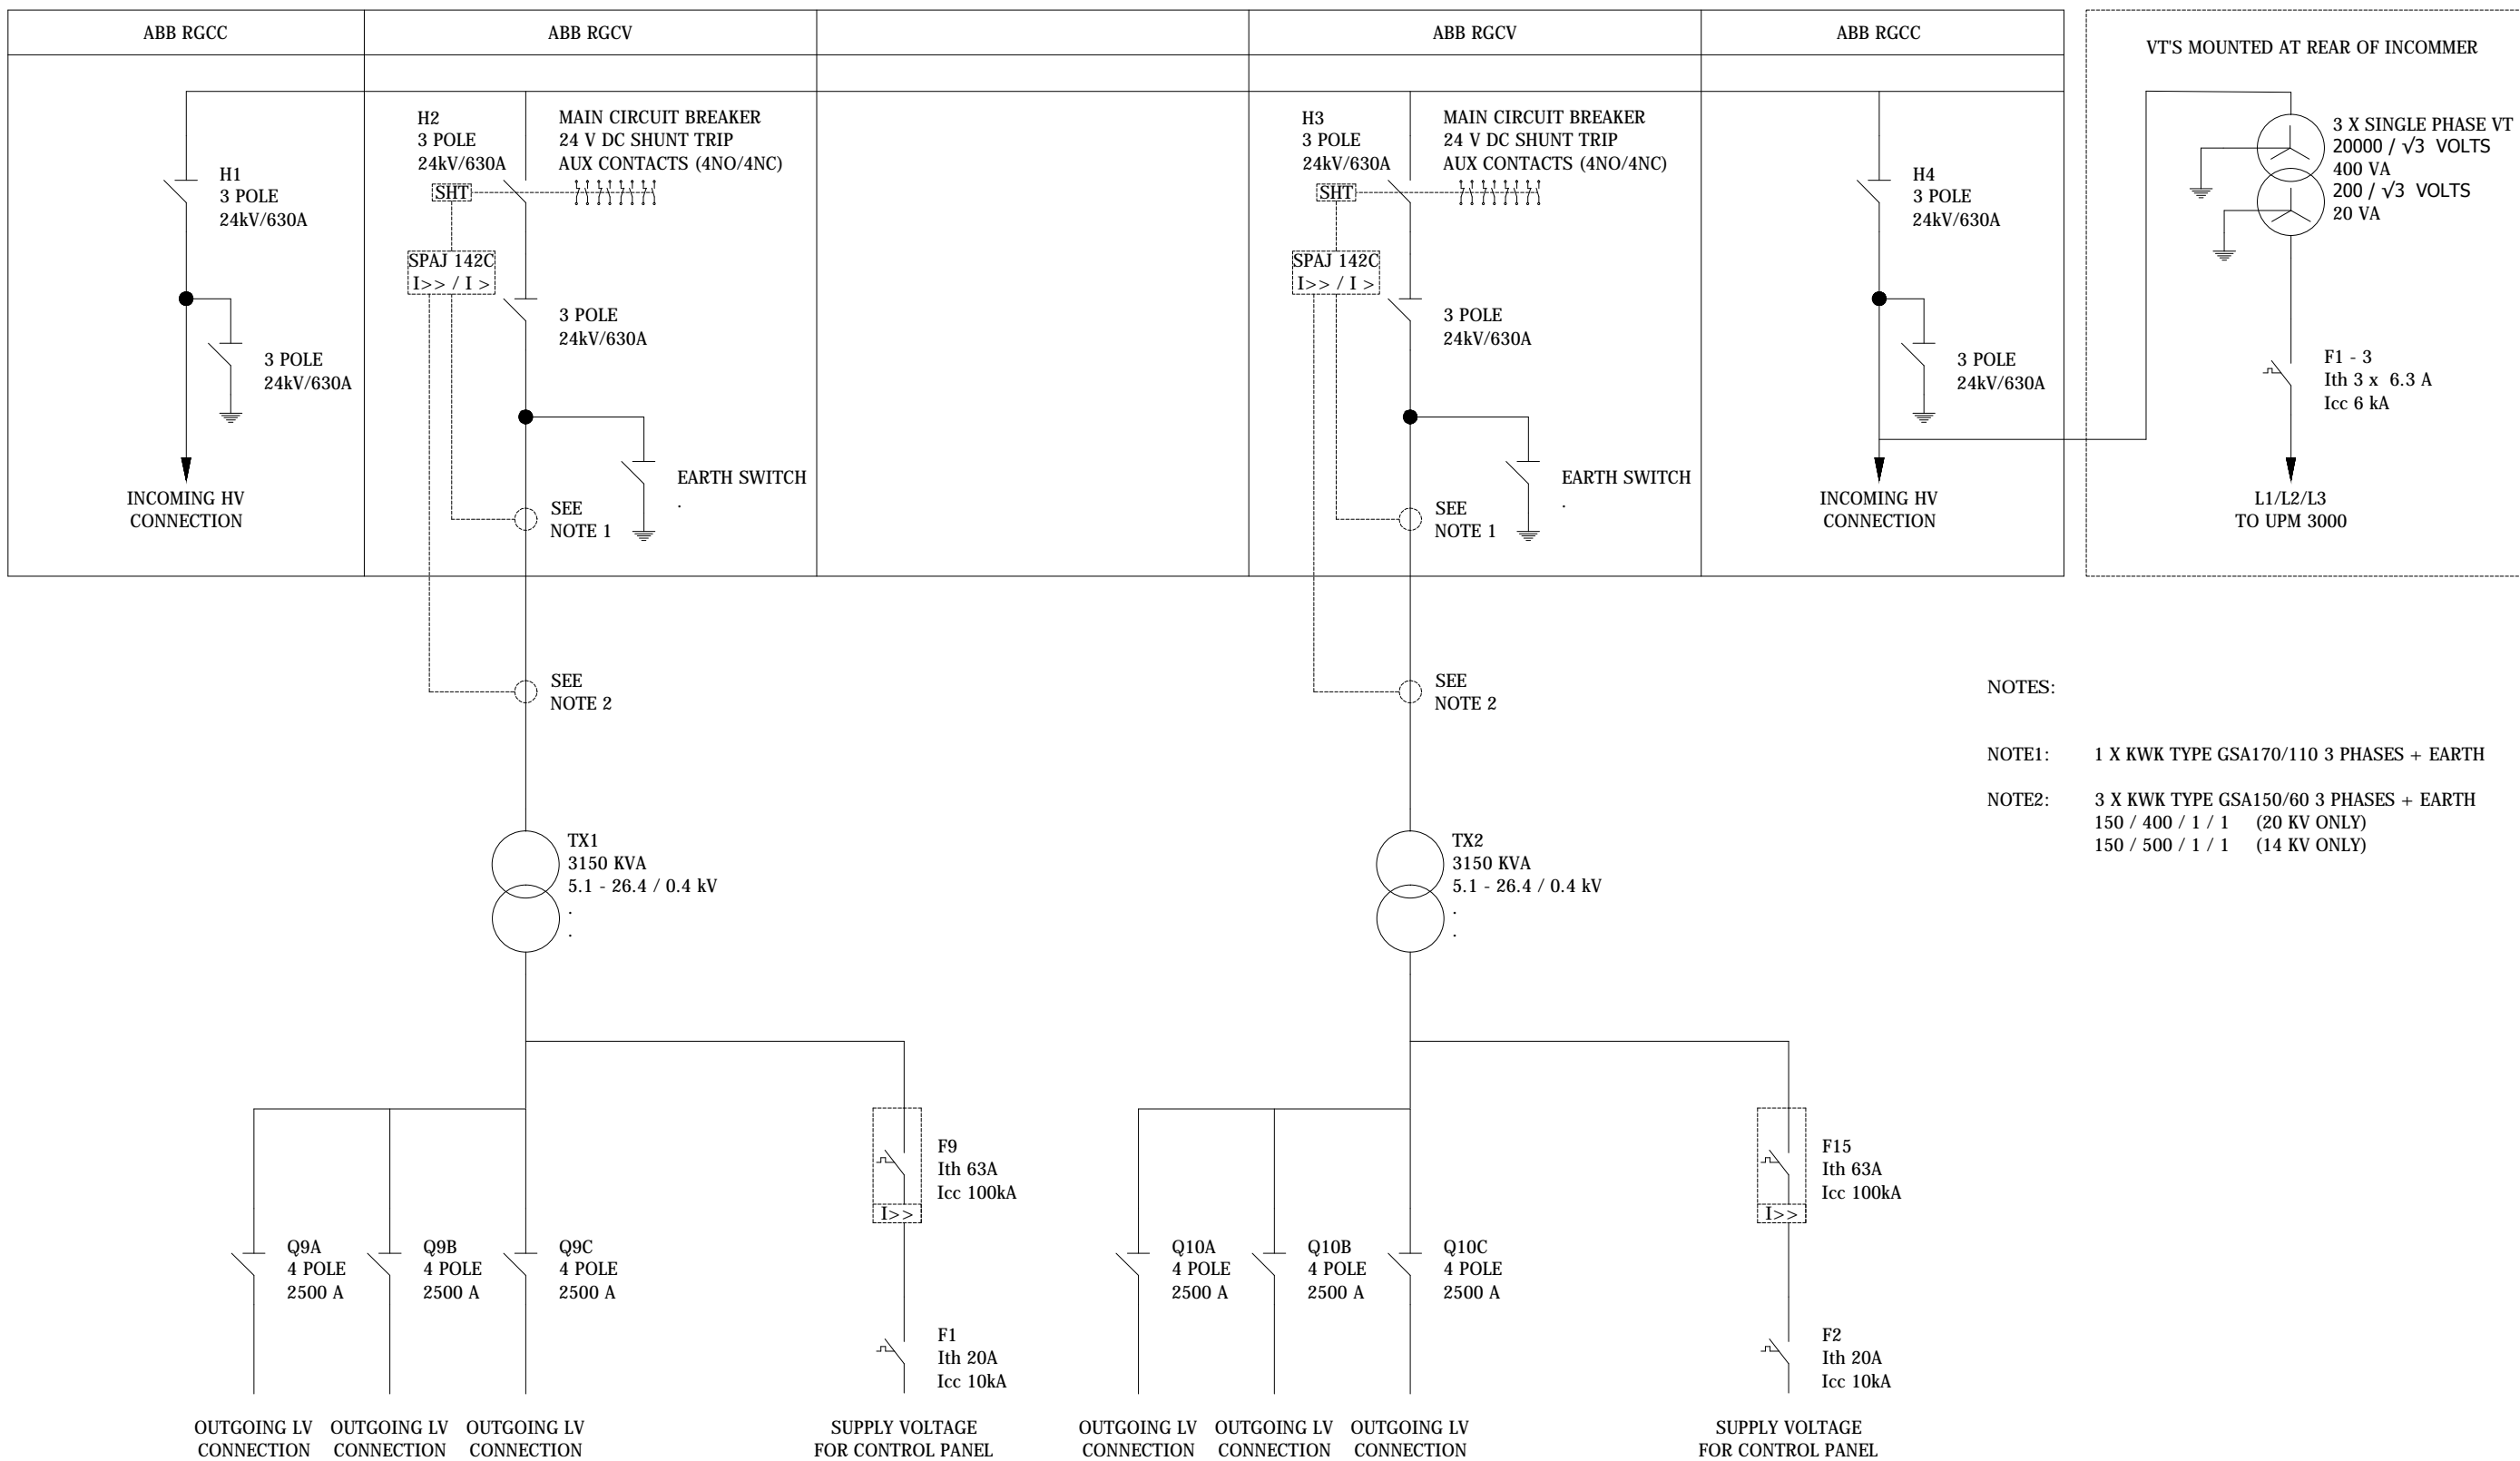 ABB RGCC
ABB RGCV
ABB RGCV
ABB RGCC
VT'S MOUNTED AT REAR OF INCOMMER
H1
3 POLE
24kV/630A
3 POLE
24kV/630A
INCOMING HV
CONNECTION
H2
3 POLE
24kV/630A
MAIN CIRCUIT BREAKER
24 V DC SHUNT TRIP
AUX CONTACTS (4NO/4NC)
SHT
SPAJ 142C
I>> / I >
3 POLE
24kV/630A
EARTH SWITCH
.
SEE
NOTE 1
H3
3 POLE
24kV/630A
MAIN CIRCUIT BREAKER
24 V DC SHUNT TRIP
AUX CONTACTS (4NO/4NC)
SHT
SPAJ 142C
I>> / I >
3 POLE
24kV/630A
EARTH SWITCH
.
SEE
NOTE 1
H4
3 POLE
24kV/630A
3 POLE
24kV/630A
INCOMING HV
CONNECTION
3 X SINGLE PHASE VT
20000 / √3 VOLTS
400 VA
200 / √3 VOLTS
20 VA
F1 - 3
Ith 3 x 6.3 A
Icc 6 kA
L1/L2/L3
TO UPM 3000
SEE
NOTE 2
SEE
NOTE 2
NOTES:
NOTE1: 1 X KWK TYPE GSA170/110 3 PHASES + EARTH
NOTE2: 3 X KWK TYPE GSA150/60 3 PHASES + EARTH
150 / 400 / 1 / 1 (20 KV ONLY)
150 / 500 / 1 / 1 (14 KV ONLY)
TX1
3150 KVA
5.1 - 26.4 / 0.4 kV
.
.
TX2
3150 KVA
5.1 - 26.4 / 0.4 kV
.
.
F9
Ith 63A
Icc 100kA
I>>
F15
Ith 63A
Icc 100kA
I>>
Q9A
4 POLE
2500 A
Q9B
4 POLE
2500 A
Q9C
4 POLE
2500 A
F1
Ith 20A
Icc 10kA
Q10A
4 POLE
2500 A
Q10B
4 POLE
2500 A
Q10C
4 POLE
2500 A
F2
Ith 20A
Icc 10kA
OUTGOING LV
CONNECTION
OUTGOING LV
CONNECTION
OUTGOING LV
CONNECTION
SUPPLY VOLTAGE
FOR CONTROL PANEL
OUTGOING LV
CONNECTION
OUTGOING LV
CONNECTION
OUTGOING LV
CONNECTION
SUPPLY VOLTAGE
FOR CONTROL PANEL